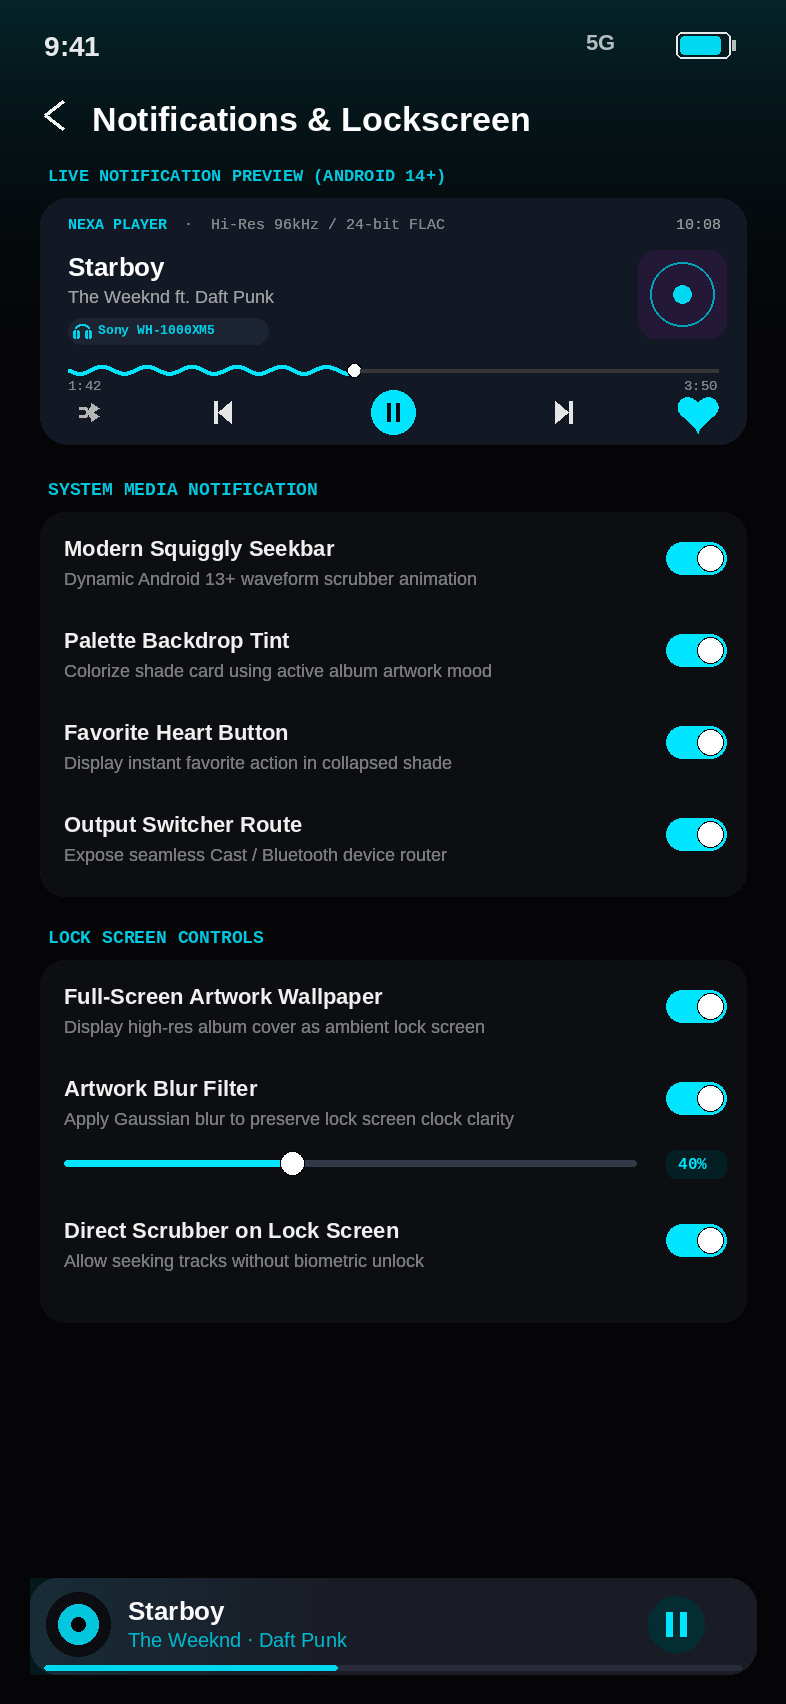 9:41
5G
Notifications & Lockscreen
LIVE NOTIFICATION PREVIEW (ANDROID 14+)
NEXA PLAYER · Hi-Res 96kHz / 24-bit FLAC 10:08
Starboy
The Weeknd ft. Daft Punk
Sony WH-1000XM5
1:42 3:50
SYSTEM MEDIA NOTIFICATION
Modern Squiggly Seekbar
Dynamic Android 13+ waveform scrubber animation
Palette Backdrop Tint
Colorize shade card using active album artwork mood
Favorite Heart Button
Display instant favorite action in collapsed shade
Output Switcher Route
Expose seamless Cast / Bluetooth device router
LOCK SCREEN CONTROLS
Full-Screen Artwork Wallpaper
Display high-res album cover as ambient lock screen
Artwork Blur Filter
Apply Gaussian blur to preserve lock screen clock clarity
40%
Direct Scrubber on Lock Screen
Allow seeking tracks without biometric unlock
Starboy
The Weeknd · Daft Punk